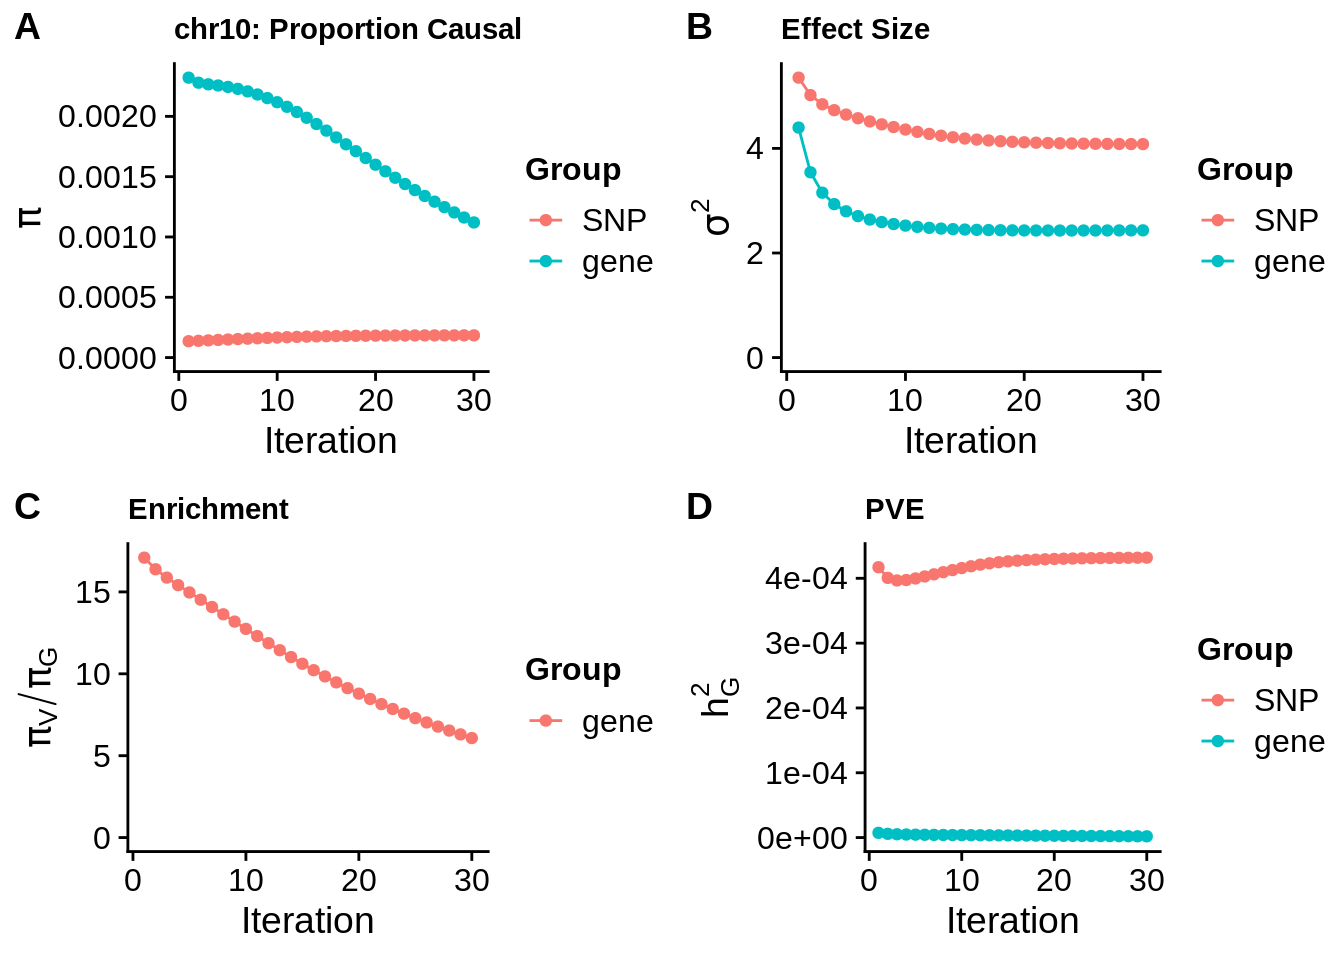 A
chr10: Proportion Causal
π
0.0020
0.0015
0.0010
0.0005
0.0000
0 10 20 30
Iteration
Group
SNP
gene
B
Effect Size
σ²
4
2
0
0 10 20 30
Iteration
Group
SNP
gene
C
Enrichment
πV/πG
15
10
5
0
0 10 20 30
Iteration
Group
gene
D
PVE
h²G
4e-04
3e-04
2e-04
1e-04
0e+00
0 10 20 30
Iteration
Group
SNP
gene